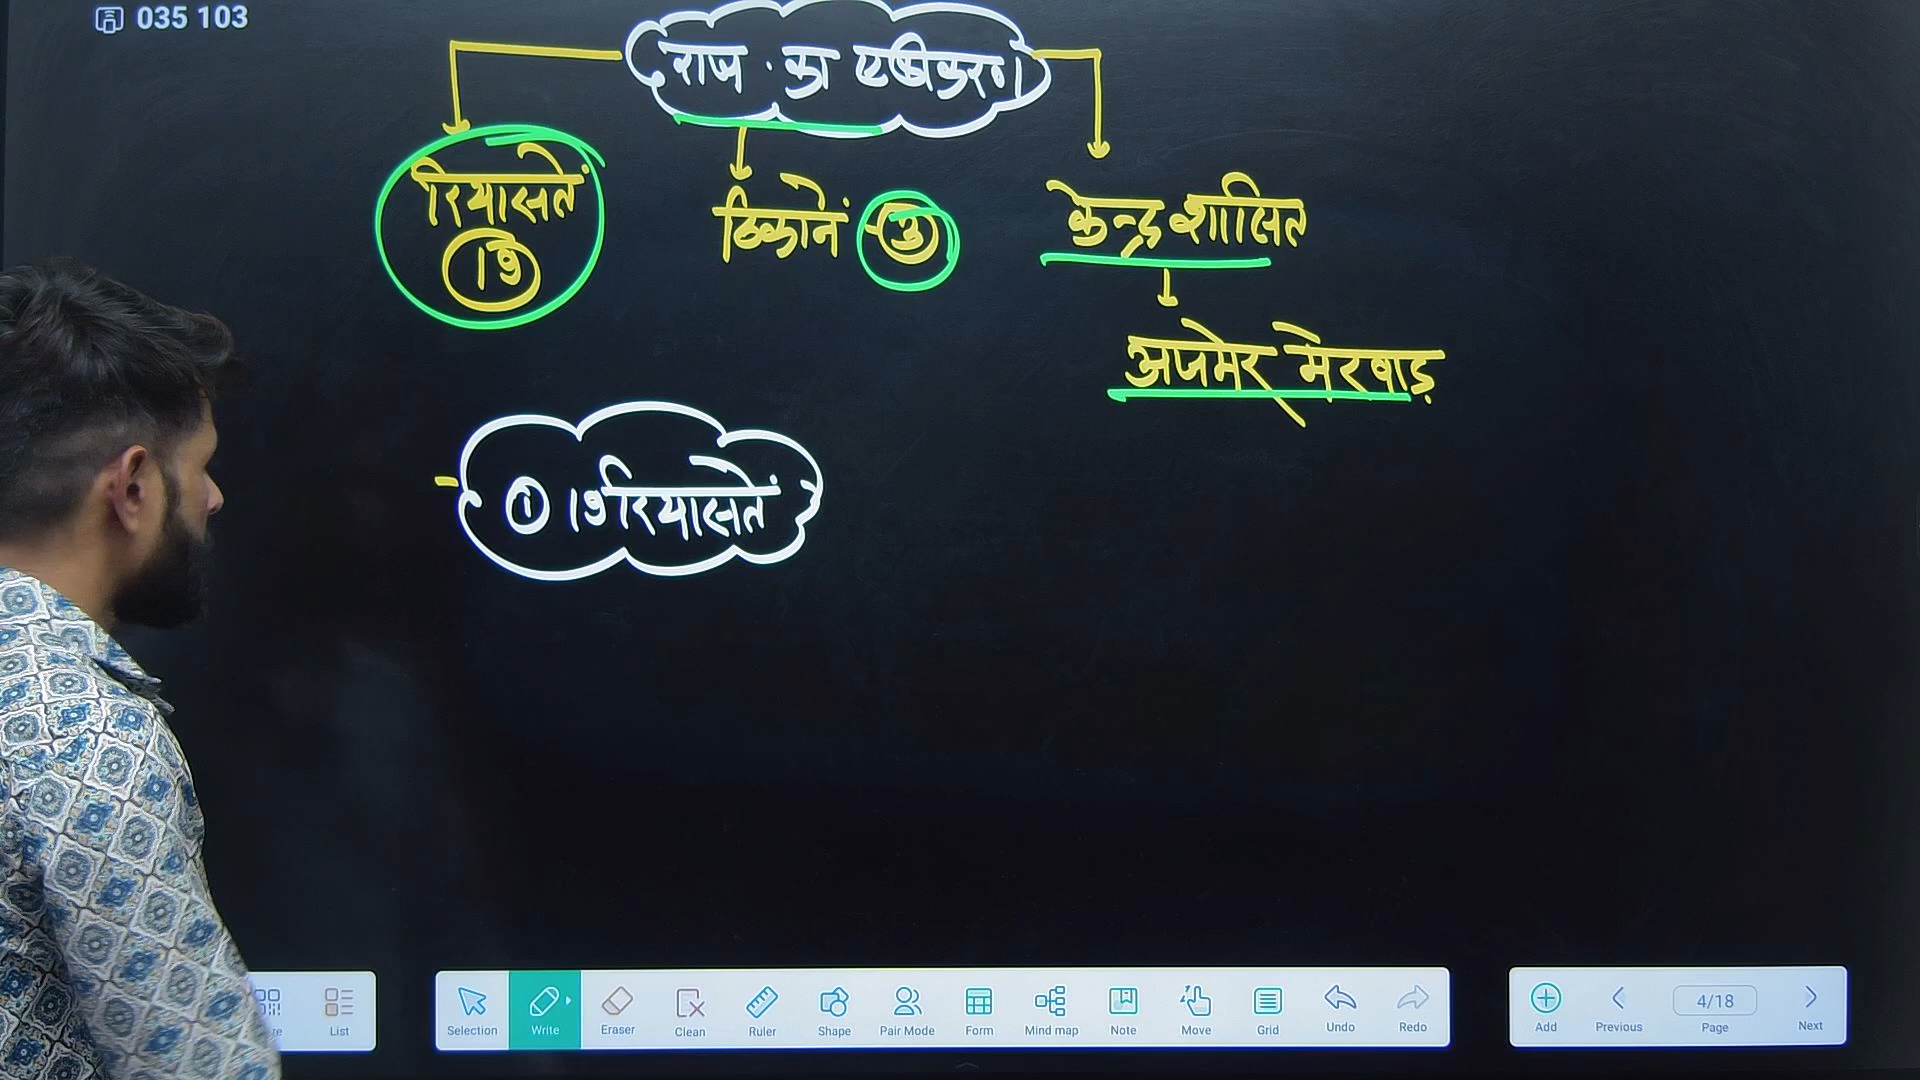 035 103
राज. का एकीकरण
रियासतें
19
ठिकानें -3
केन्द्र शासित
अजमेर मेरवाड़
① 19 रियासतें
List
Selection
Write
Eraser
Clean
Ruler
Shape
Pair Mode
Form
Mind map
Note
Move
Grid
Undo
Redo
Add
Previous
4/18
Page
Next